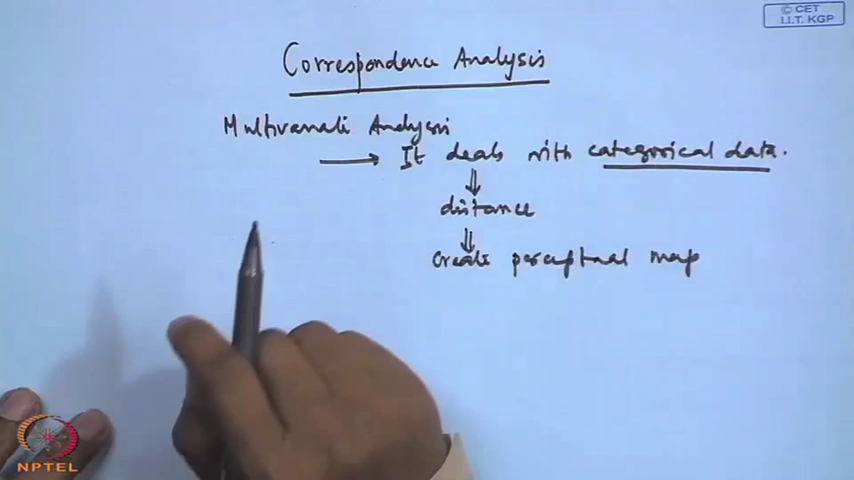 © CET
I.I.T. KGP
Correspondence Analysis
Multivariate Analysis
It deals with categorical data.
distance
create perceptual map
NPTEL